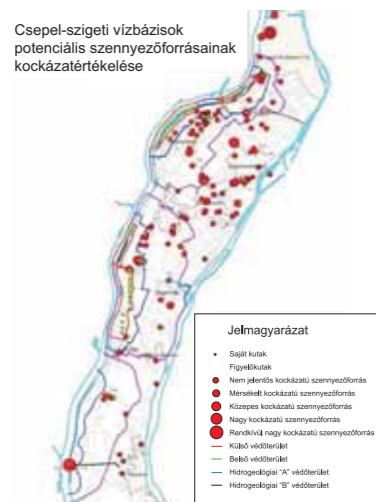 Csepel-szigeti vízbázisok
potenciális szennyezőforrásainak
kockázatértékelése
Jelmagyarázat
Saját kutak
Figyelőkutak
Nem jelentős kockázatú szennyezőforrás
Mérsékelt kockázatú szennyezőforrás
Közepes kockázatú szennyezőforrás
Nagy kockázatú szennyezőforrás
Rendkívül nagy kockázatú szennyezőforrás
Külső védőterület
Belső védőterület
Hidrogeológiai "A" védőterület
Hidrogeológiai "B" védőterület